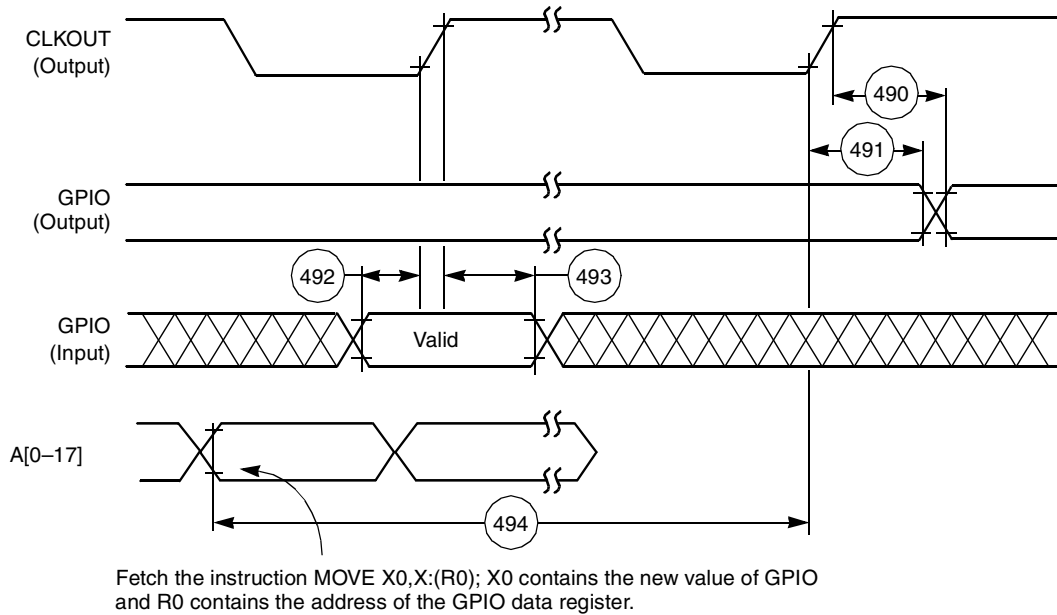 CLKOUT
(Output)
490
491
GPIO
(Output)
492
493
GPIO
(Input)
Valid
A[0–17]
494
Fetch the instruction MOVE X0,X:(R0); X0 contains the new value of GPIO
and R0 contains the address of the GPIO data register.